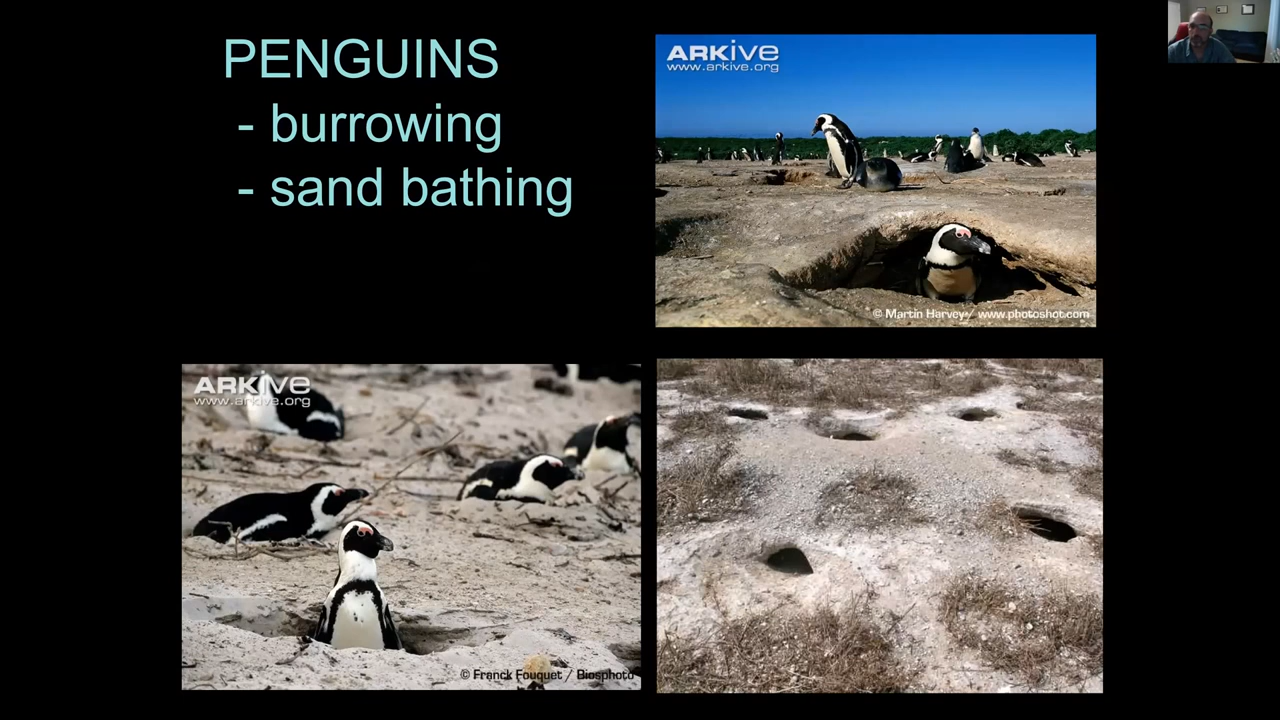 PENGUINS
- burrowing
- sand bathing
ARKive
www.arkive.org
© Martin Harvey / www.photoshot.com
ARKive
www.arkive.org
© Franck Fouquet / Biosphoto